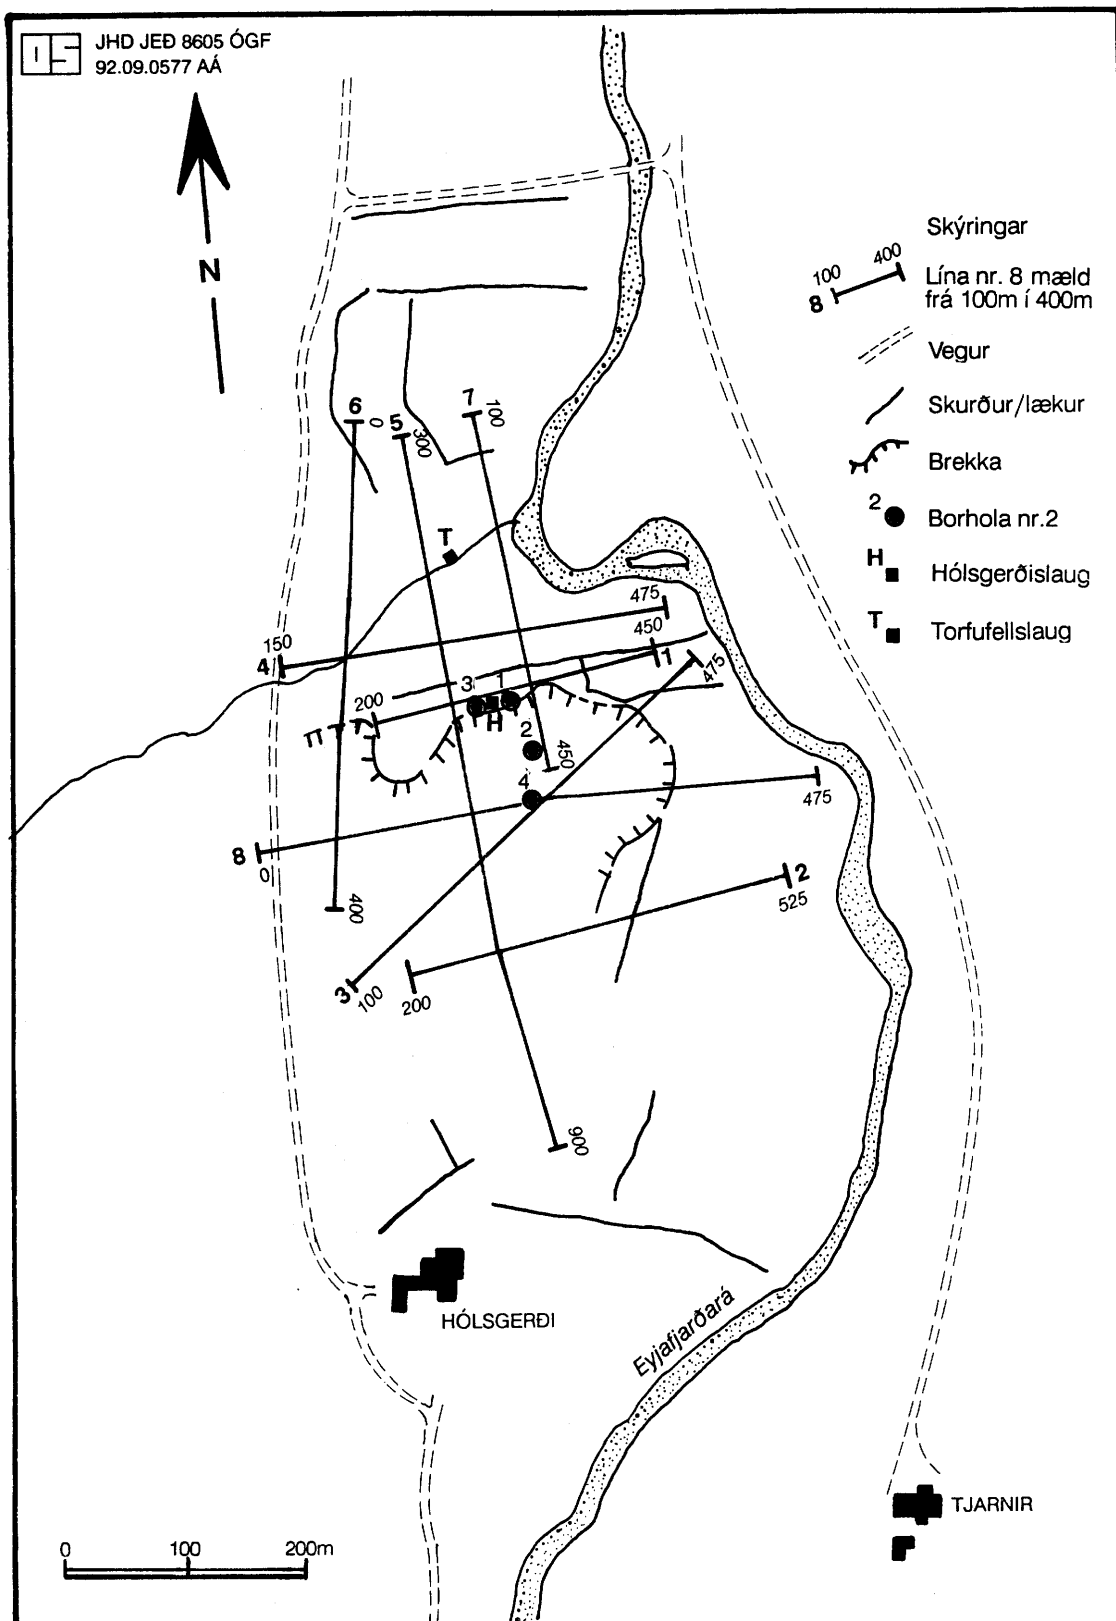 OS
JHD JEÐ 8605 ÓGF
92.09.0577 AÁ
N
Skýringar
100 400
8
Lína nr. 8 mæld
frá 100m í 400m
Vegur
Skurður/lækur
Brekka
2
Borhola nr.2
H
Hólsgerðislaug
T
Torfufellslaug
6
0
5
300
7
100
T
475
150
4
450
1
475
200
3
1
H
2
450
4
475
8
0
2
525
400
3
100
200
900
HÓLSGERÐI
Eyjafjarðará
TJARNIR
0 100 200m